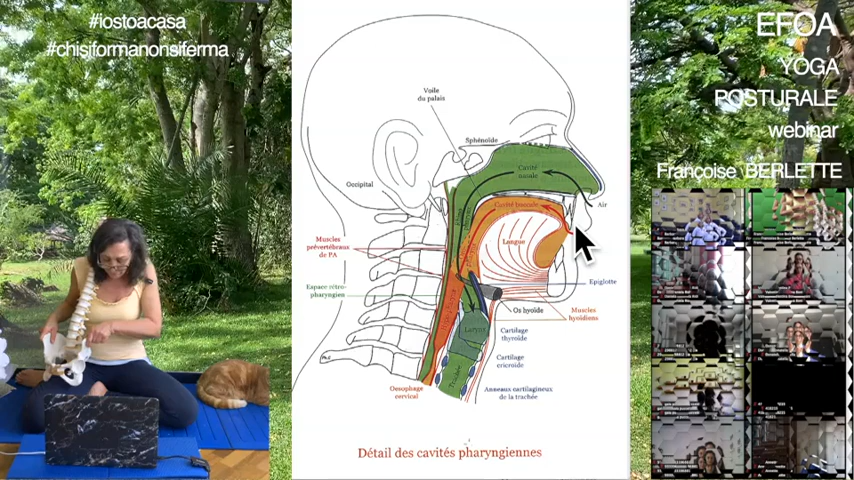 #iostoacasa
#chisiformanonsiferma
EFOA
YOGA
POSTURALE
webinar
Françoise BERLETTE
Voile
du palais
Sphénoïde
Cavité
nasale
Occipital
Air
Cavité buccale
Muscles
prévertébraux
de PA
Langue
Espace rétro-
pharyngien
Epiglotte
Os hyoïde
Muscles
hyoïdiens
Larynx
Cartilage
thyroïde
Cartilage
cricroïde
Trachée
Oesophage
cervical
Anneaux cartilagineux
de la trachée
Détail des cavités pharyngiennes